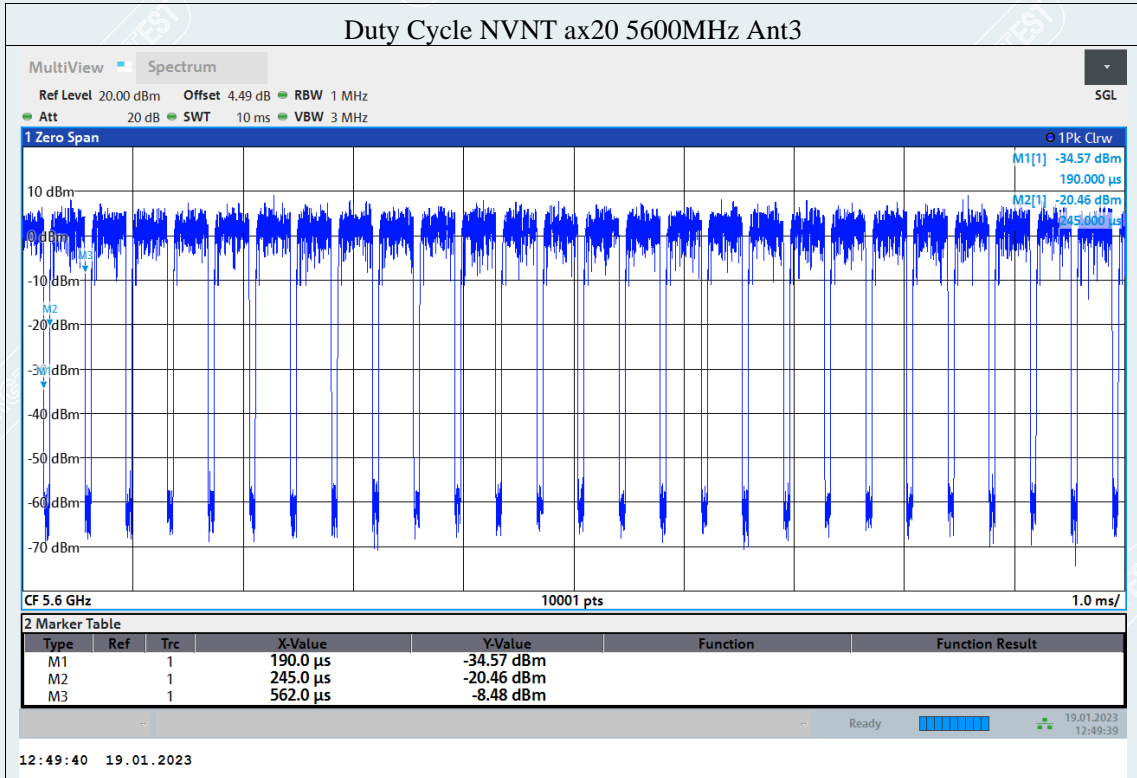 Duty Cycle NVNT ax20 5600MHz Ant3
MultiView Spectrum
Ref Level 20.00 dBm Offset 4.49 dB RBW 1 MHz
SGL
Att 20 dB SWT 10 ms VBW 3 MHz
1 Zero Span
1Pk Clrw
M1[1] -34.57 dBm
190.000 µs
M2[1] -20.46 dBm
245.000 µs
10 dBm
0 dBm
M3
-10 dBm
M2
-20 dBm
M1
-30 dBm
-40 dBm
-50 dBm
-60 dBm
-70 dBm
CF 5.6 GHz 10001 pts 1.0 ms/
2 Marker Table
Type Ref Trc X-Value Y-Value Function Function Result
M1 1 190.0 µs -34.57 dBm
M2 1 245.0 µs -20.46 dBm
M3 1 562.0 µs -8.48 dBm
Ready
19.01.2023
12:49:39
12:49:40 19.01.2023